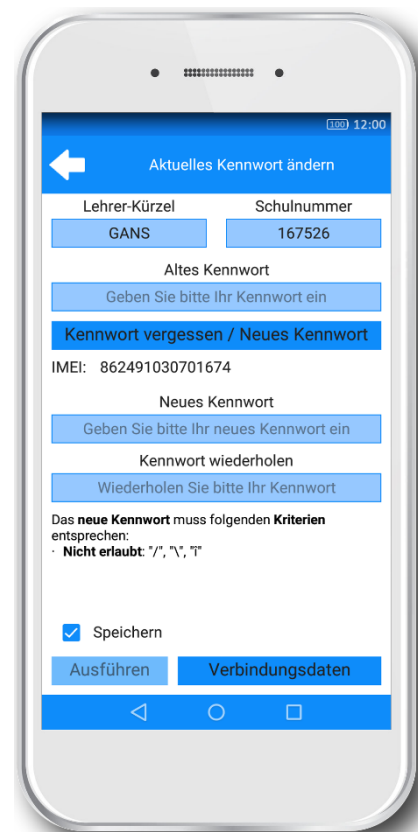 100 12:00
Aktuelles Kennwort ändern
Lehrer-Kürzel Schulnummer
GANS 167526
Altes Kennwort
Geben Sie bitte Ihr Kennwort ein
Kennwort vergessen / Neues Kennwort
IMEI: 862491030701674
Neues Kennwort
Geben Sie bitte Ihr neues Kennwort ein
Kennwort wiederholen
Wiederholen Sie bitte Ihr Kennwort
Das neue Kennwort muss folgenden Kriterien
entsprechen:
· Nicht erlaubt: "/", "\", "î"
Speichern
Ausführen Verbindungsdaten